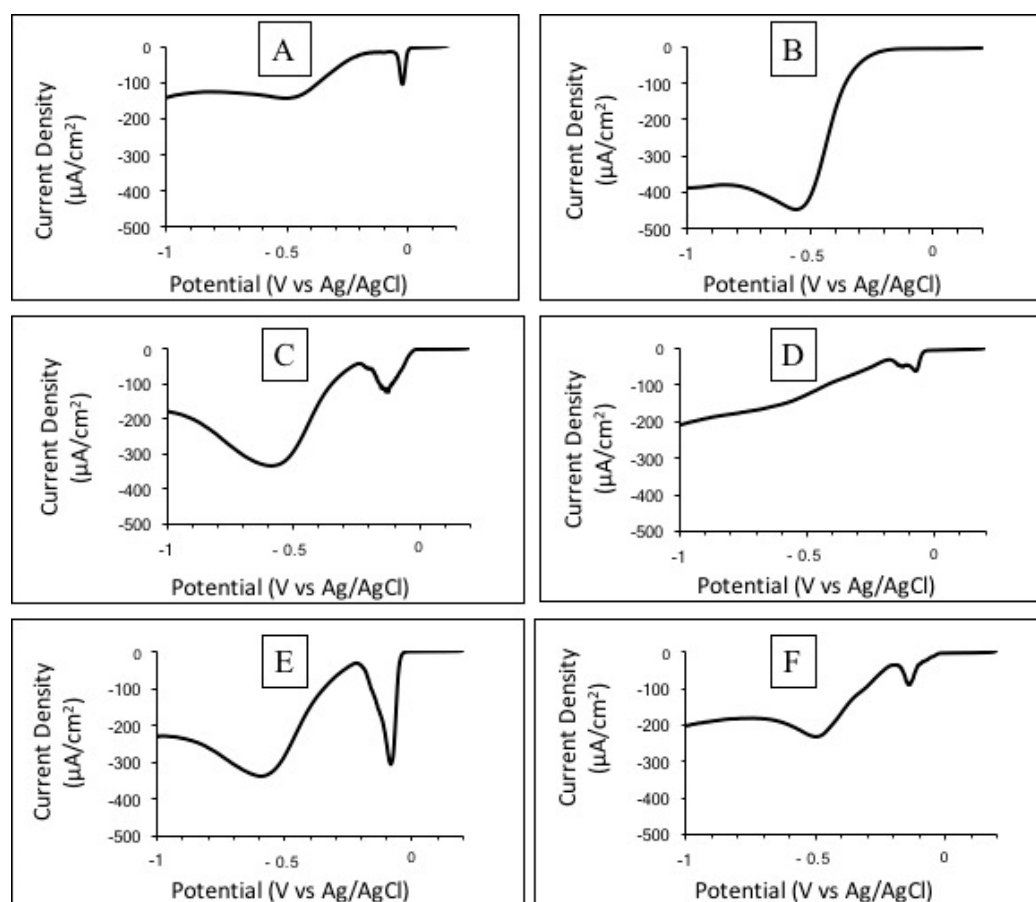 A
0
-100
-200
-300
-400
-500
-1
- 0.5
0
Current Density
(µA/cm²)
Potential (V vs Ag/AgCl)
B
0
-100
-200
-300
-400
-500
-1
- 0.5
0
Current Density
(µA/cm²)
Potential (V vs Ag/AgCl)
C
0
-100
-200
-300
-400
-500
-1
- 0.5
0
Current Density
(µA/cm²)
Potential (V vs Ag/AgCl)
D
0
-100
-200
-300
-400
-500
-1
- 0.5
0
Current Density
(µA/cm²)
Potential (V vs Ag/AgCl)
E
0
-100
-200
-300
-400
-500
-1
- 0.5
0
Current Density
(µA/cm²)
Potential (V vs Ag/AgCl)
F
0
-100
-200
-300
-400
-500
-1
-0.5
0
Current Density
(µA/cm²)
Potential (V vs Ag/AgCl)